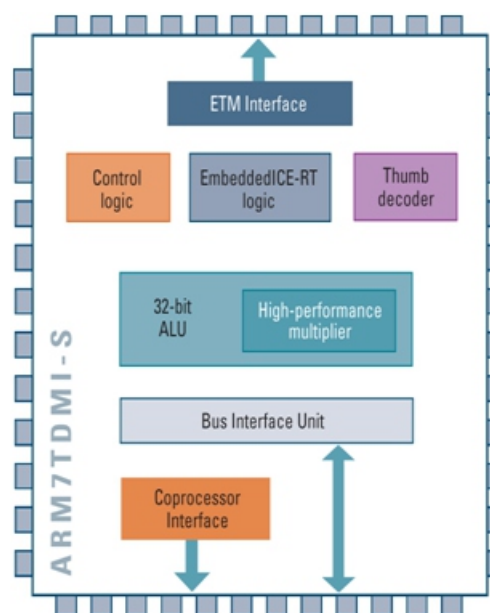 ETM Interface
Control
logic
EmbeddedICE-RT
logic
Thumb
decoder
32-bit
ALU
High-performance
multiplier
Bus Interface Unit
Coprocessor
Interface
ARM7TDMI-S